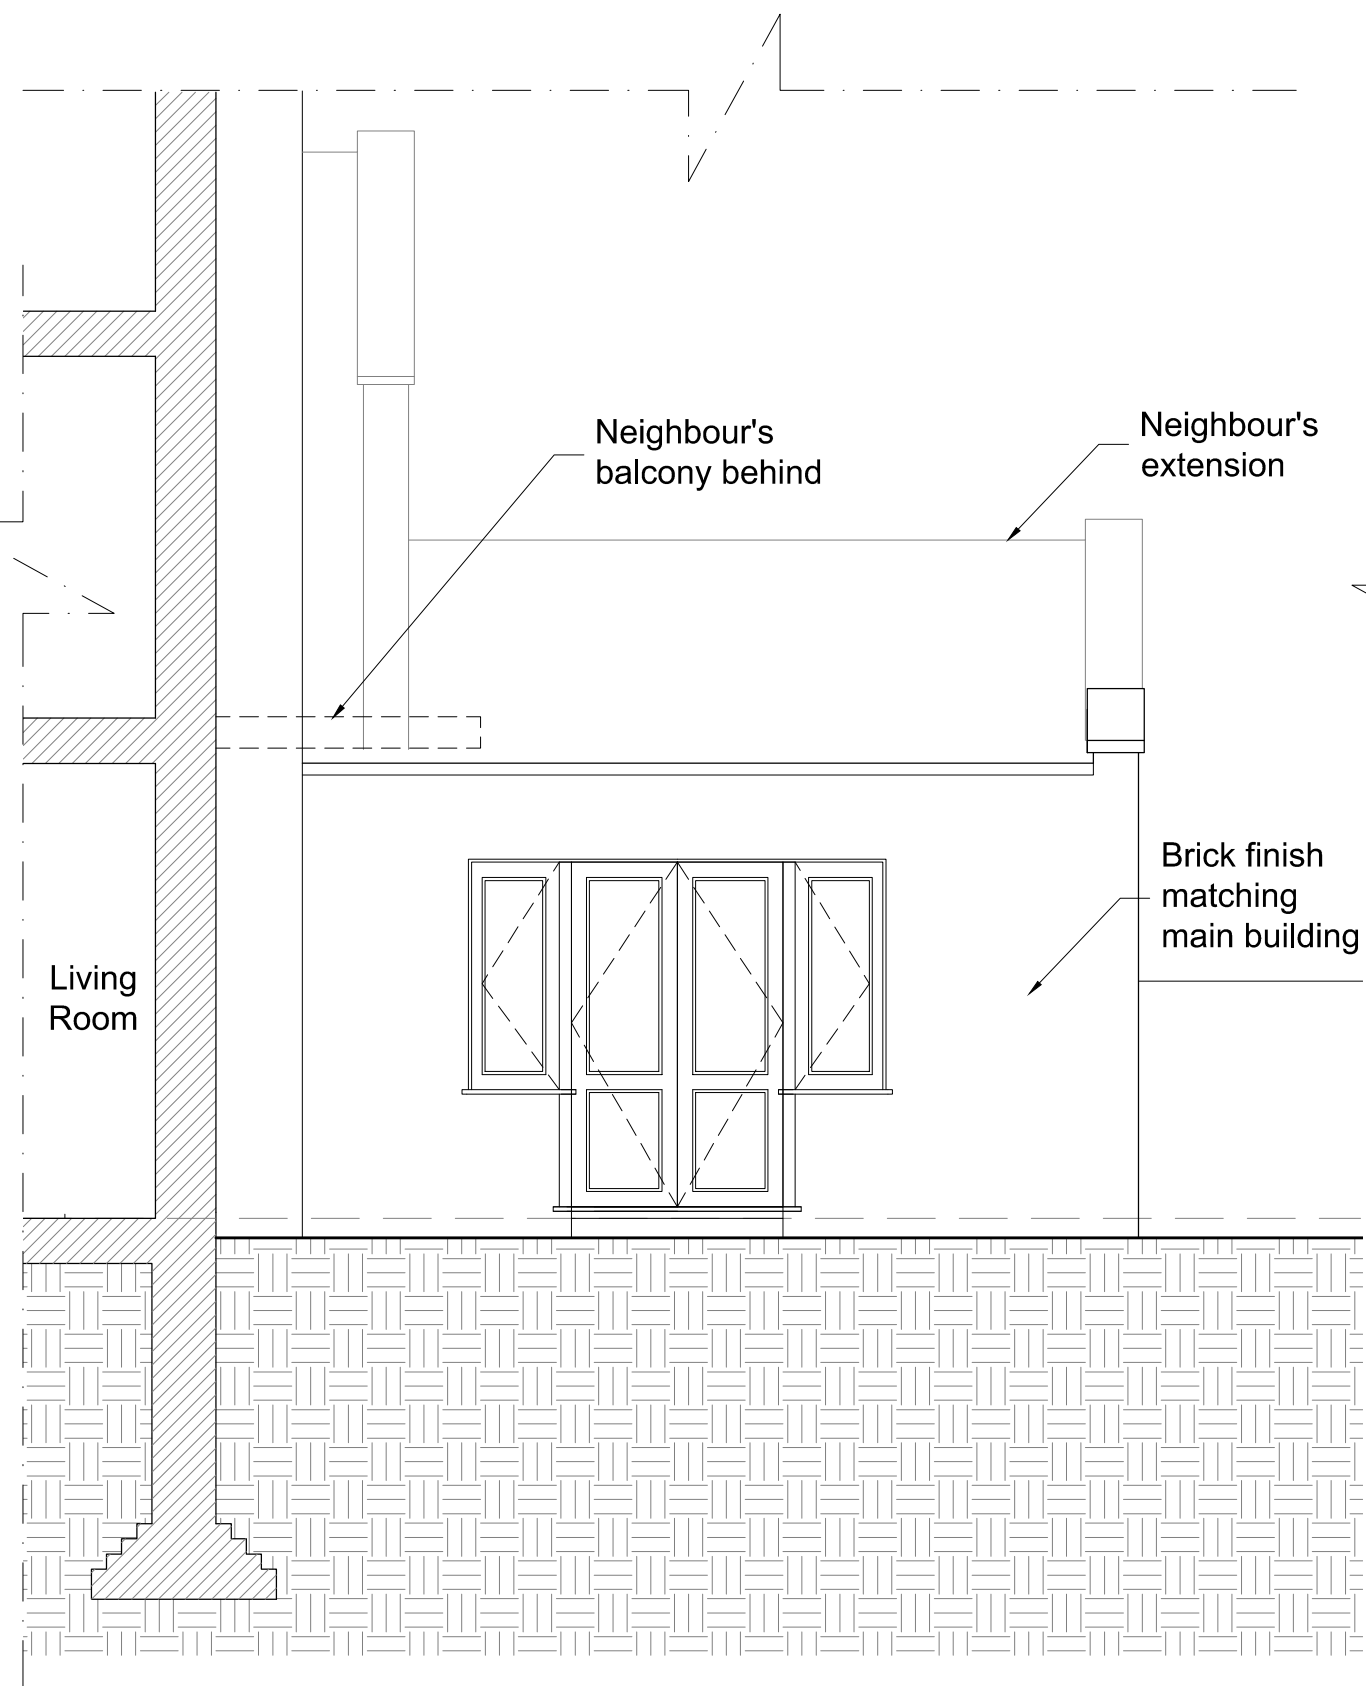 Neighbour's
balcony behind
Neighbour's
extension
Brick finish
matching
main building
Living
Room